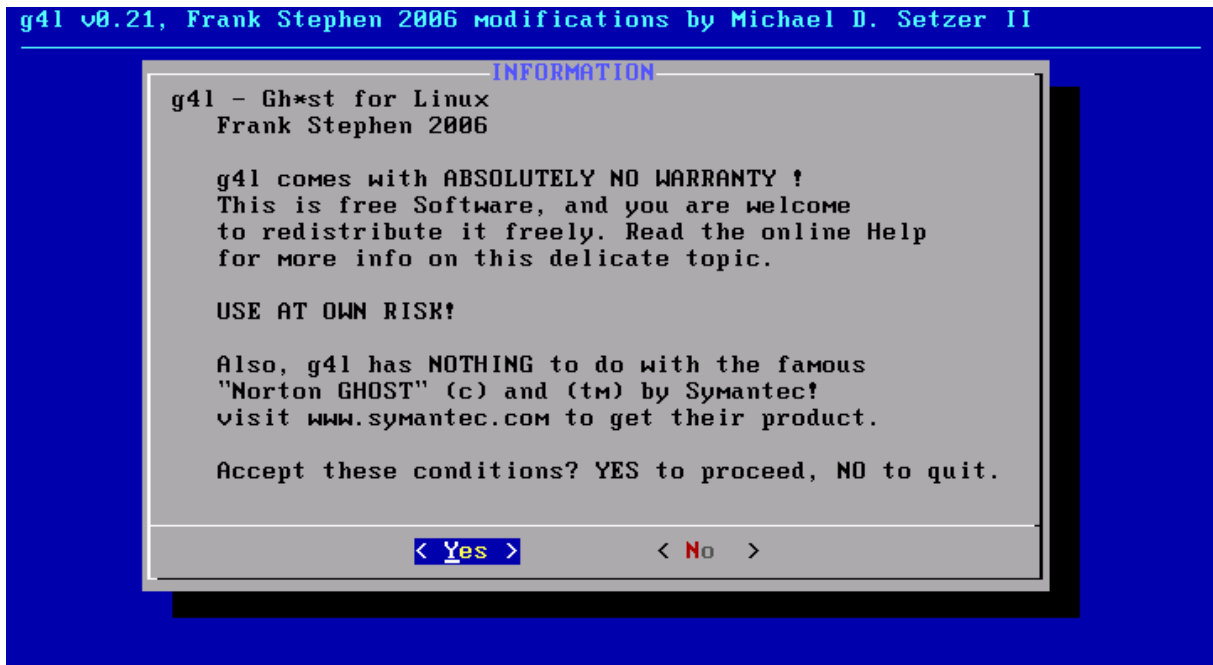 g4l v0.21, Frank Stephen 2006 modifications by Michael D. Setzer II
INFORMATION
g4l - Gh*st for Linux
Frank Stephen 2006
g4l comes with ABSOLUTELY NO WARRANTY !
This is free Software, and you are welcome
to redistribute it freely. Read the online Help
for more info on this delicate topic.
USE AT OWN RISK!
Also, g4l has NOTHING to do with the famous
"Norton GHOST" (c) and (tm) by Symantec!
visit www.symantec.com to get their product.
Accept these conditions? YES to proceed, NO to quit.
< Yes > < No >